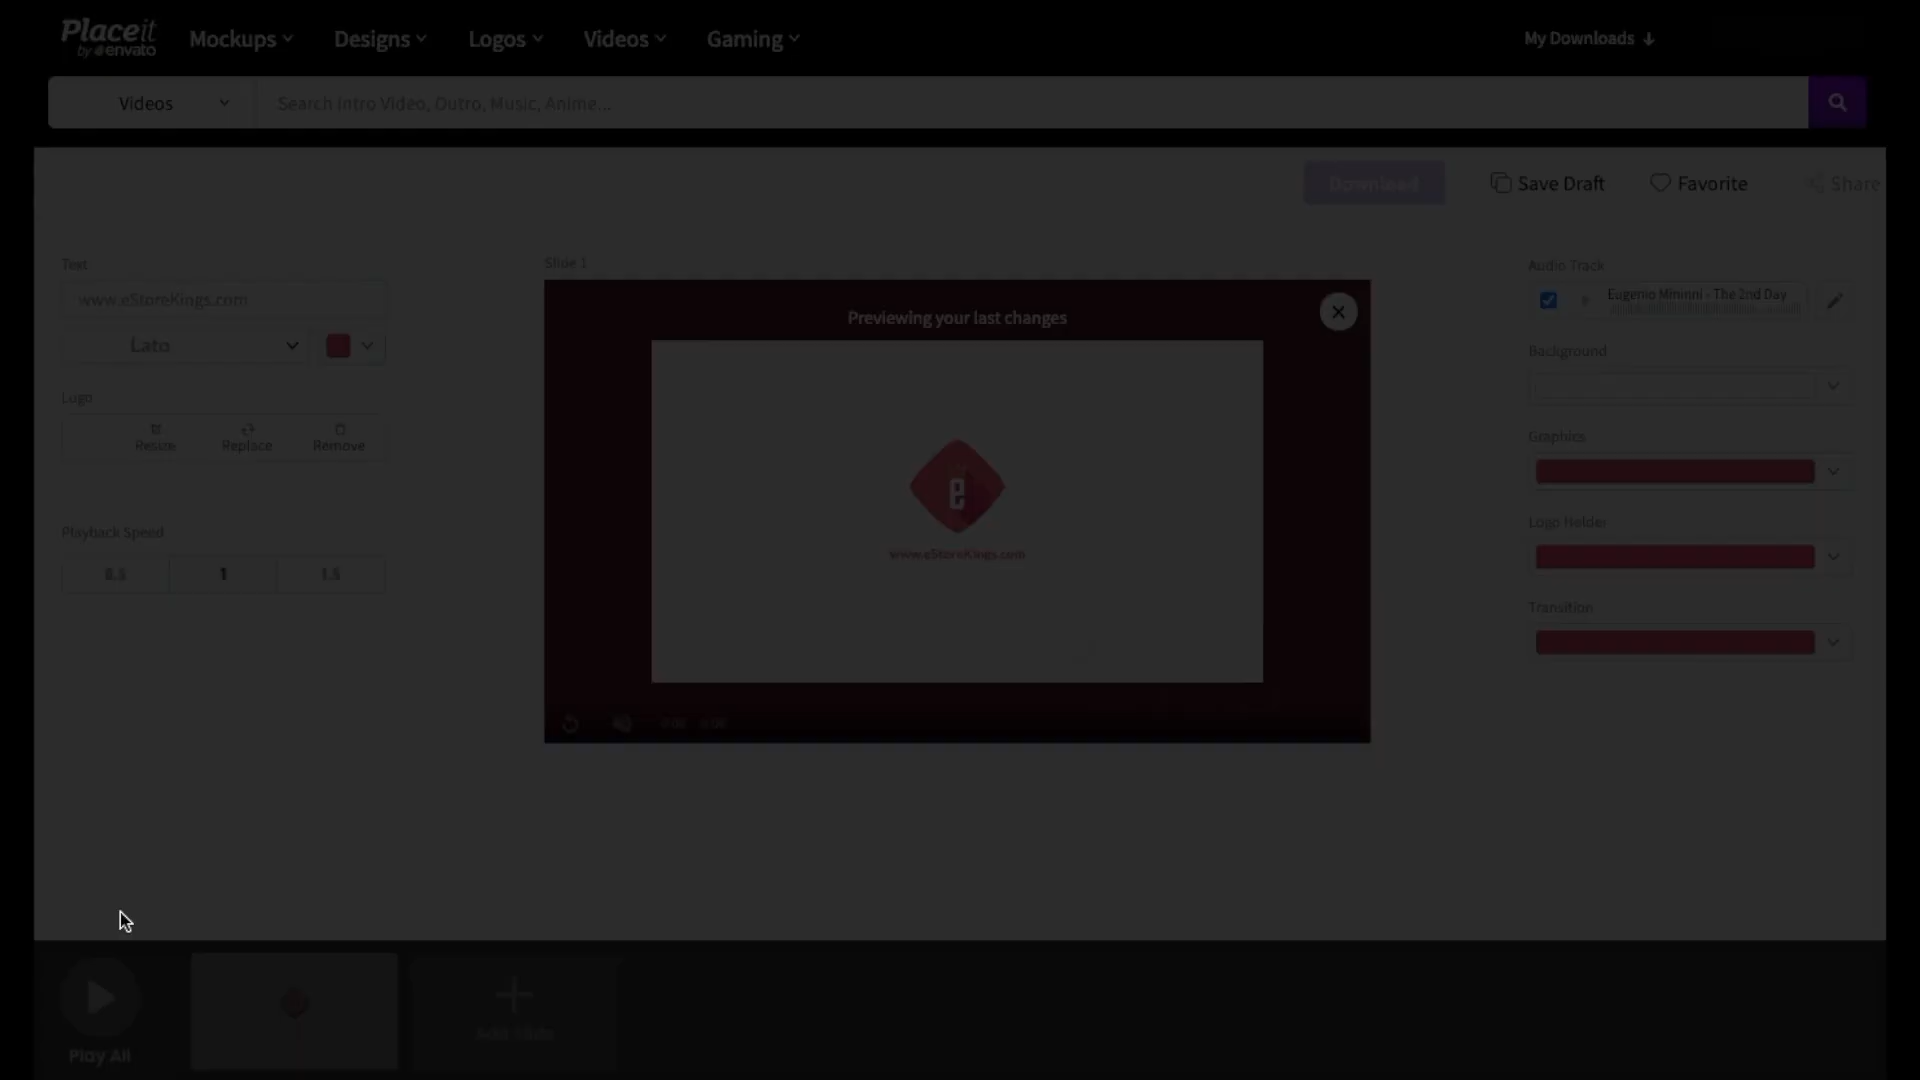 Placeit
by envato
Mockups
Designs
Logos
Videos
Gaming
My Downloads
Videos
Search Intro Video, Outro, Music, Anime...
Download
Save Draft
Favorite
Share
Text
www.eStoreKings.com
Lato
Logo
Resize
Replace
Remove
Playback Speed
0.5
1
1.5
Slide 1
Previewing your last changes
e
www.eStoreKings.com
Audio Track
Eugenio Mininni - The 2nd Day
Background
Graphics
Logo Holder
Transition
Play All
Add Slide